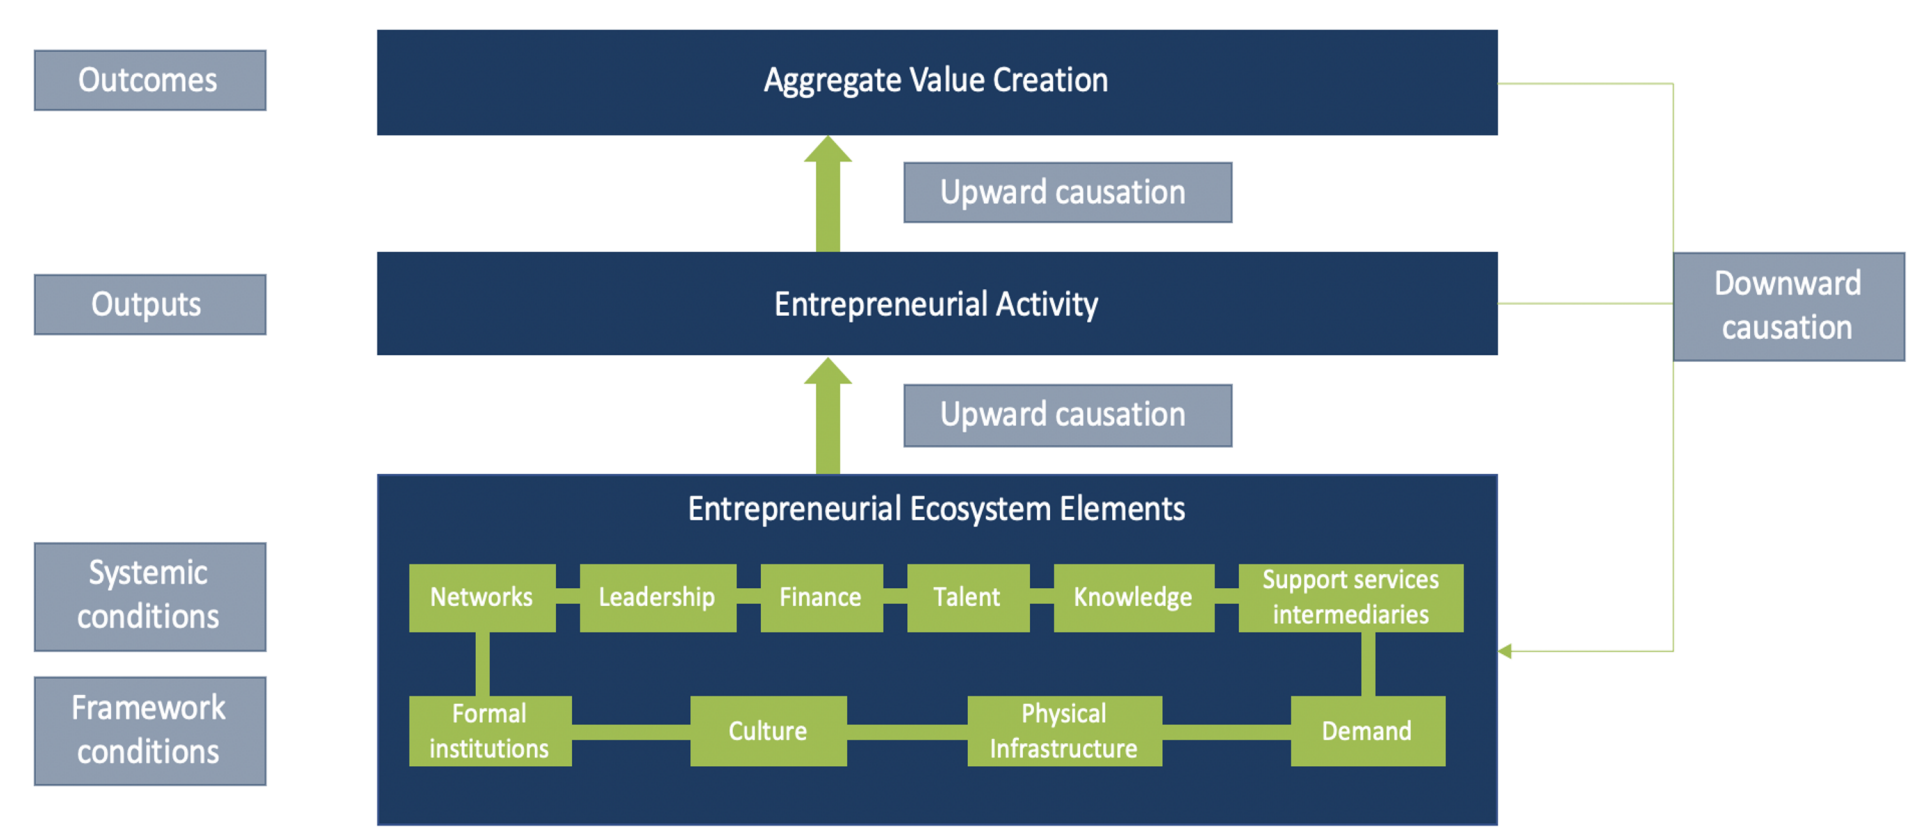 Outcomes
Aggregate Value Creation
Upward causation
Outputs
Entrepreneurial Activity
Downward
causation
Upward causation
Entrepreneurial Ecosystem Elements
Systemic
conditions
Networks
Leadership
Finance
Talent
Knowledge
Support services
intermediaries
Framework
conditions
Formal
institutions
Culture
Physical
Infrastructure
Demand